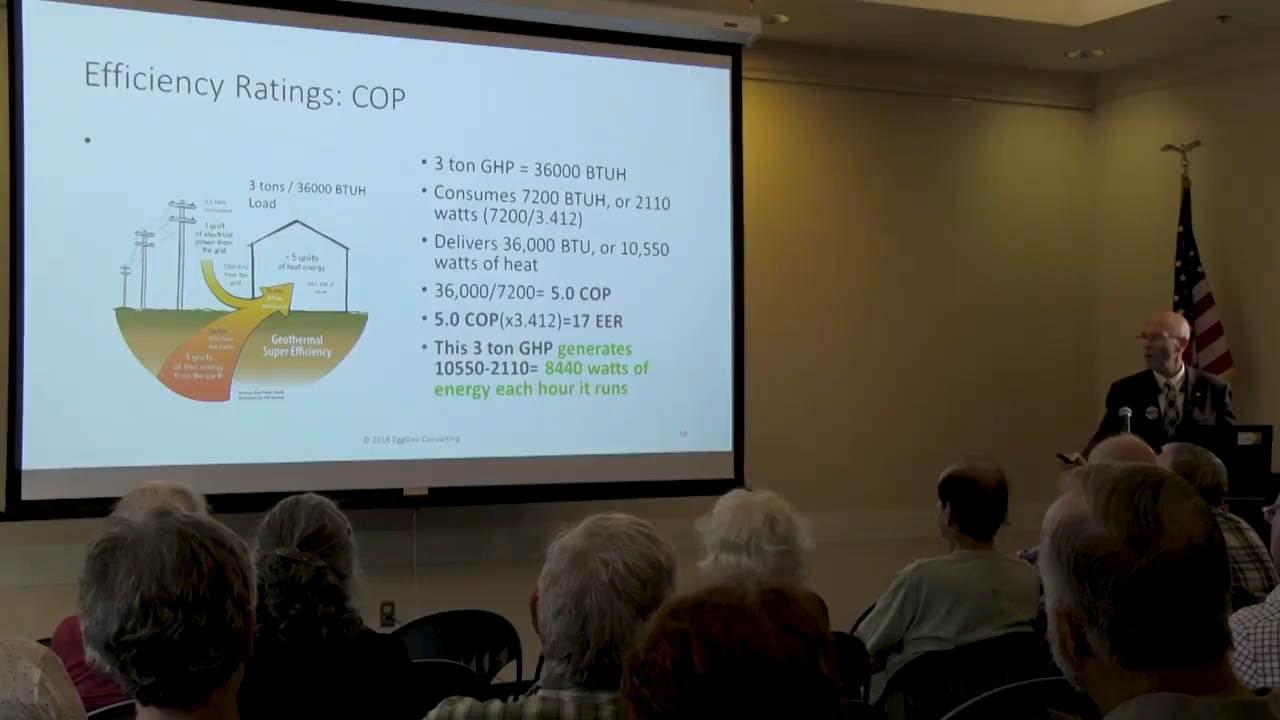 Efficiency Ratings: COP
3 tons / 36000 BTUH
Load
1 unit
of electrical
power from
the grid
~ 5 units
of heat energy
4 units
of free energy
from the earth
Geothermal
Super Efficiency
• 3 ton GHP = 36000 BTUH
• Consumes 7200 BTUH, or 2110
watts (7200/3.412)
• Delivers 36,000 BTU, or 10,550
watts of heat
• 36,000/7200= 5.0 COP
• 5.0 COP(x3.412)=17 EER
• This 3 ton GHP generates
10550-2110= 8440 watts of
energy each hour it runs
© 2018 EggGeo Consulting
10